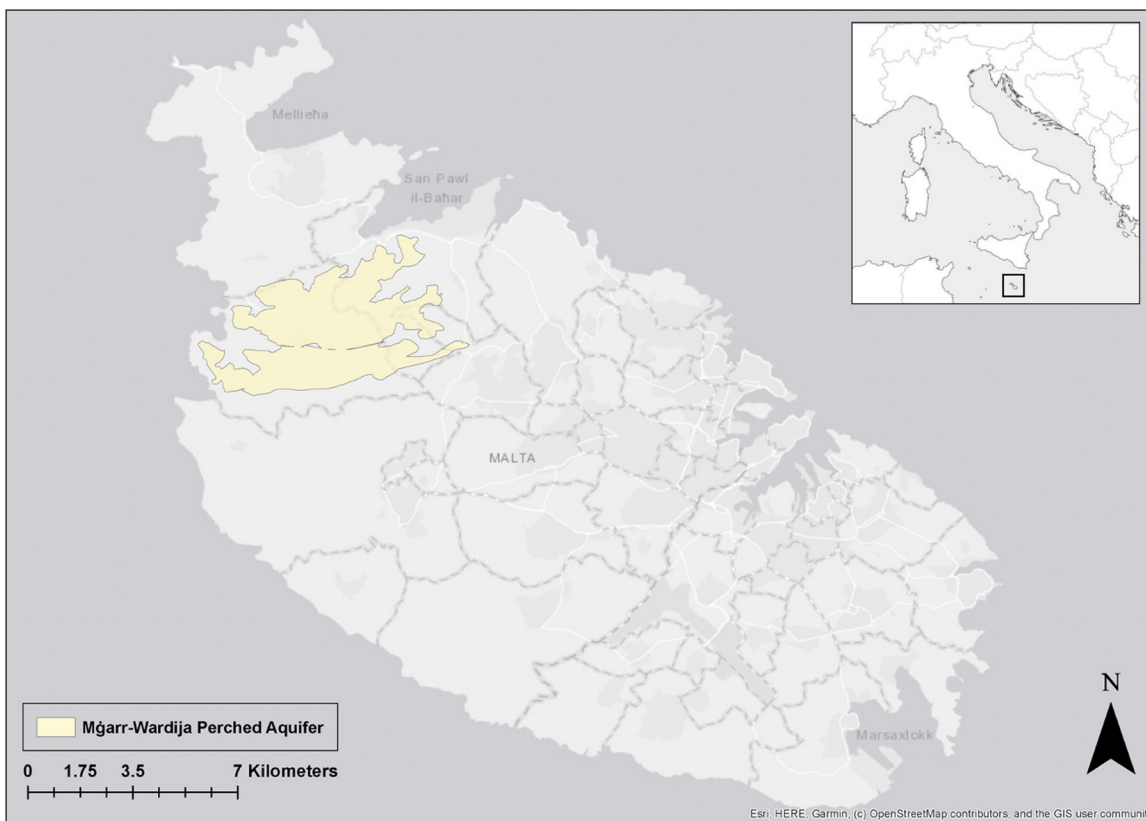 Mellieħa
San Pawl
il-Baħar
MALTA
Marsaxlokk
N
Mġarr-Wardija Perched Aquifer
0 1.75 3.5 7 Kilometers
Esri, HERE, Garmin, (c) OpenStreetMap contributors, and the GIS user communi